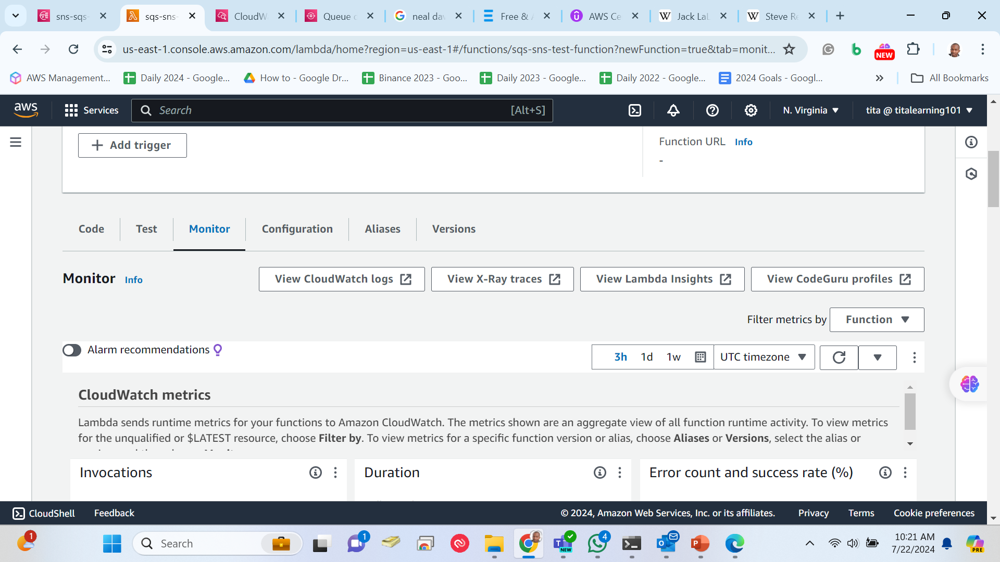 sns-sqs-
sqs-sns-
CloudW
Queue
neal dav
Free &
AWS Ce
Jack LaL
Steve Re
us-east-1.console.aws.amazon.com/lambda/home?region=us-east-1#/functions/sqs-sns-test-function?newFunction=true&tab=monit...
NEW
AWS Management...
Daily 2024 - Google...
How to - Google Dr...
Binance 2023 - Goo...
Daily 2023 - Google...
Daily 2022 - Google...
2024 Goals - Googl...
All Bookmarks
aws
Services
Search
[Alt+S]
N. Virginia
tita @ titalearning101
Add trigger
Function URL Info
-
Code
Test
Monitor
Configuration
Aliases
Versions
Monitor Info
View CloudWatch logs
View X-Ray traces
View Lambda Insights
View CodeGuru profiles
Filter metrics by
Function
Alarm recommendations
3h
1d
1w
UTC timezone
CloudWatch metrics
Lambda sends runtime metrics for your functions to Amazon CloudWatch. The metrics shown are an aggregate view of all function runtime activity. To view metrics
for the unqualified or $LATEST resource, choose Filter by. To view metrics for a specific function version or alias, choose Aliases or Versions, select the alias or
Invocations
Duration
Error count and success rate (%)
CloudShell
Feedback
© 2024, Amazon Web Services, Inc. or its affiliates.
Privacy
Terms
Cookie preferences
1
Search
1
NEW
4
10:21 AM
7/22/2024
PRE